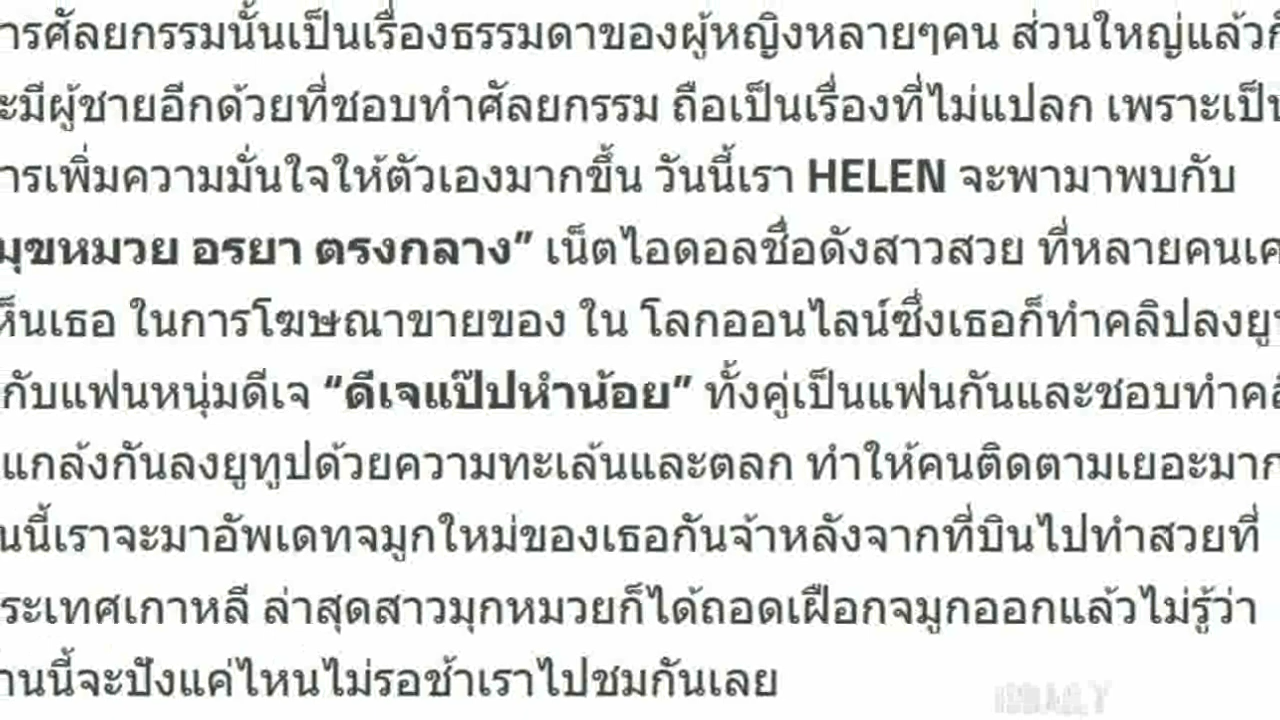 ารศัลยกรรมนั้นเป็นเรื่องธรรมดาของผู้หญิงหลายๆคน ส่วนใหญ่แล้วก็
ะมีผู้ชายอีกด้วยที่ชอบทำศัลยกรรม ถือเป็นเรื่องที่ไม่แปลก เพราะเป็น
ารเพิ่มความมั่นใจให้ตัวเองมากขึ้น วันนี้เรา HELEN จะพามาพบกับ
มุขหมวย อรยา ตรงกลาง” เน็ตไอดอลชื่อดังสาวสวย ที่หลายคนเค
ห็นเธอ ในการโฆษณาขายของ ใน โลกออนไลน์ซึ่งเธอก็ทำคลิปลงยูท
กับแฟนหนุ่มดีเจ “ดีเจแป๊ปหำน้อย” ทั้งคู่เป็นแฟนกันและชอบทำคลิ
แกล้งกันลงยูทูปด้วยความทะเล้นและตลก ทำให้คนติดตามเยอะมาก
นนี้เราจะมาอัพเดทจมูกใหม่ของเธอกันจ้าหลังจากที่บินไปทำสวยที่
ระเทศเกาหลี ล่าสุดสาวมุกหมวยก็ได้ถอดเฝือกจมูกออกแล้วไม่รู้ว่า
านนี้จะปังแค่ไหนไม่รอช้าเราไปชมกันเลย